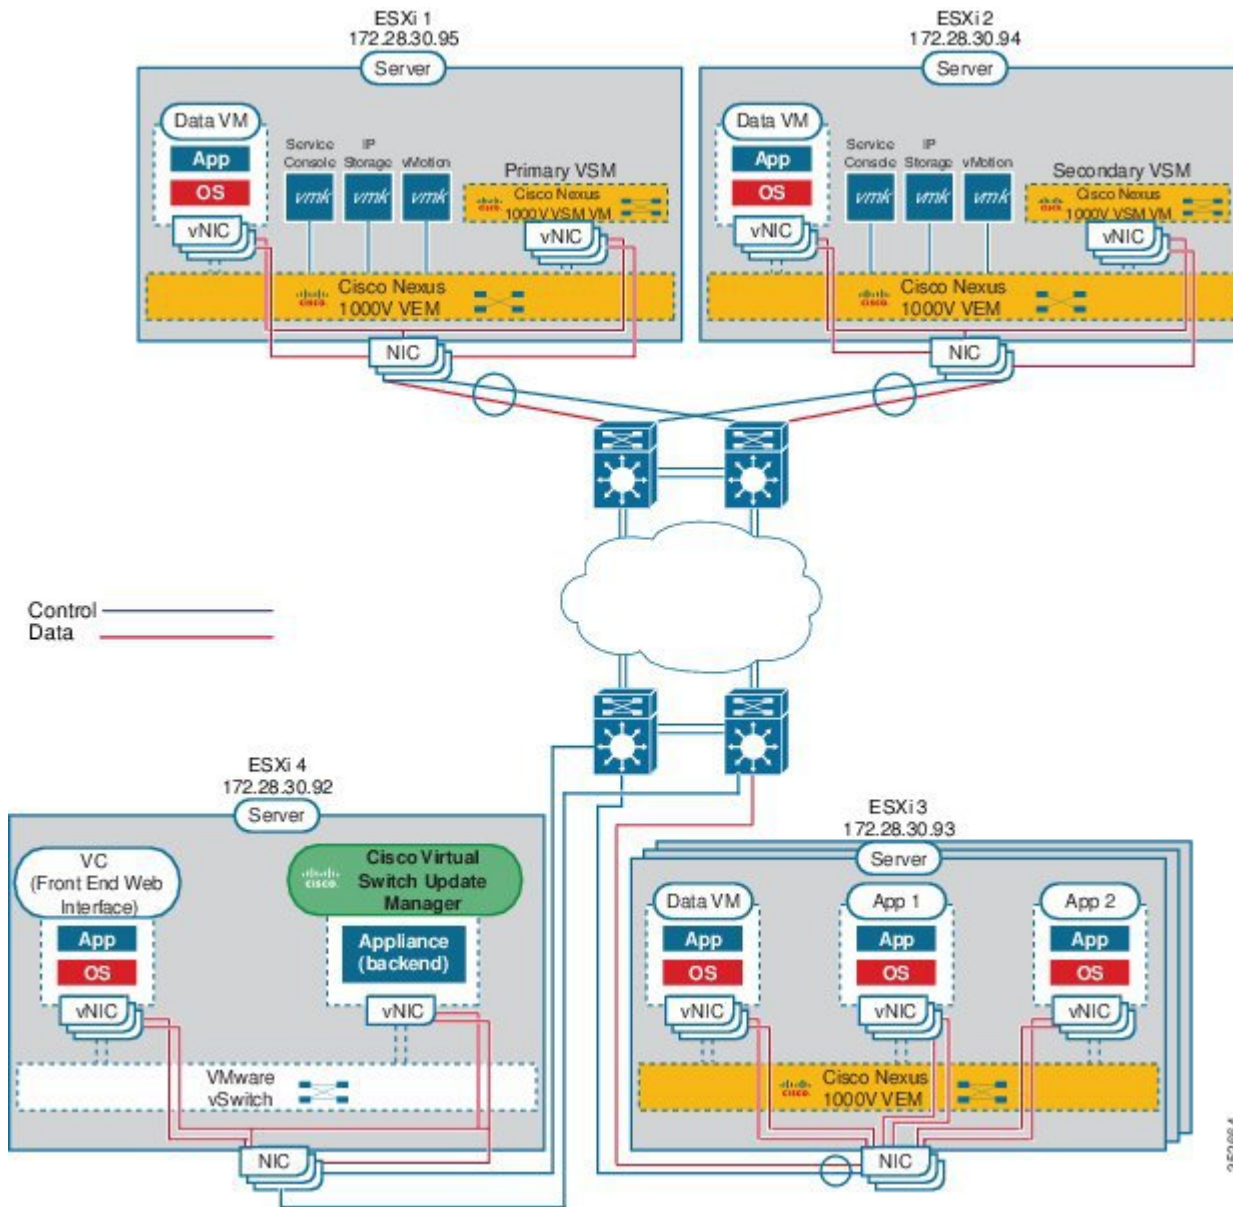 ESXi 1
172.28.30.95
Server
Data VM
App
OS
vNIC
Service
Console
vmk
IP
Storage
vmk
vMotion
vmk
Primary VSM
CISCO.
Cisco Nexus
1000V VSM VM
vNIC
CISCO.
Cisco Nexus
1000V VEM
NIC
ESXi 2
172.28.30.94
Server
Data VM
App
OS
vNIC
Service
Console
vmk
IP
Storage
vmk
vMotion
vmk
Secondary VSM
CISCO.
Cisco Nexus
1000V VSM VM
vNIC
CISCO.
Cisco Nexus
1000V VEM
NIC
Control
Data
ESXi 4
172.28.30.92
Server
VC
(Front End Web
Interface)
App
OS
vNIC
CISCO.
Cisco Virtual
Switch Update
Manager
Appliance
(backend)
vNIC
VMware
vSwitch
NIC
ESXi 3
172.28.30.93
Server
Data VM
App
OS
vNIC
App 1
App
OS
vNIC
App 2
App
OS
vNIC
CISCO.
Cisco Nexus
1000V VEM
NIC